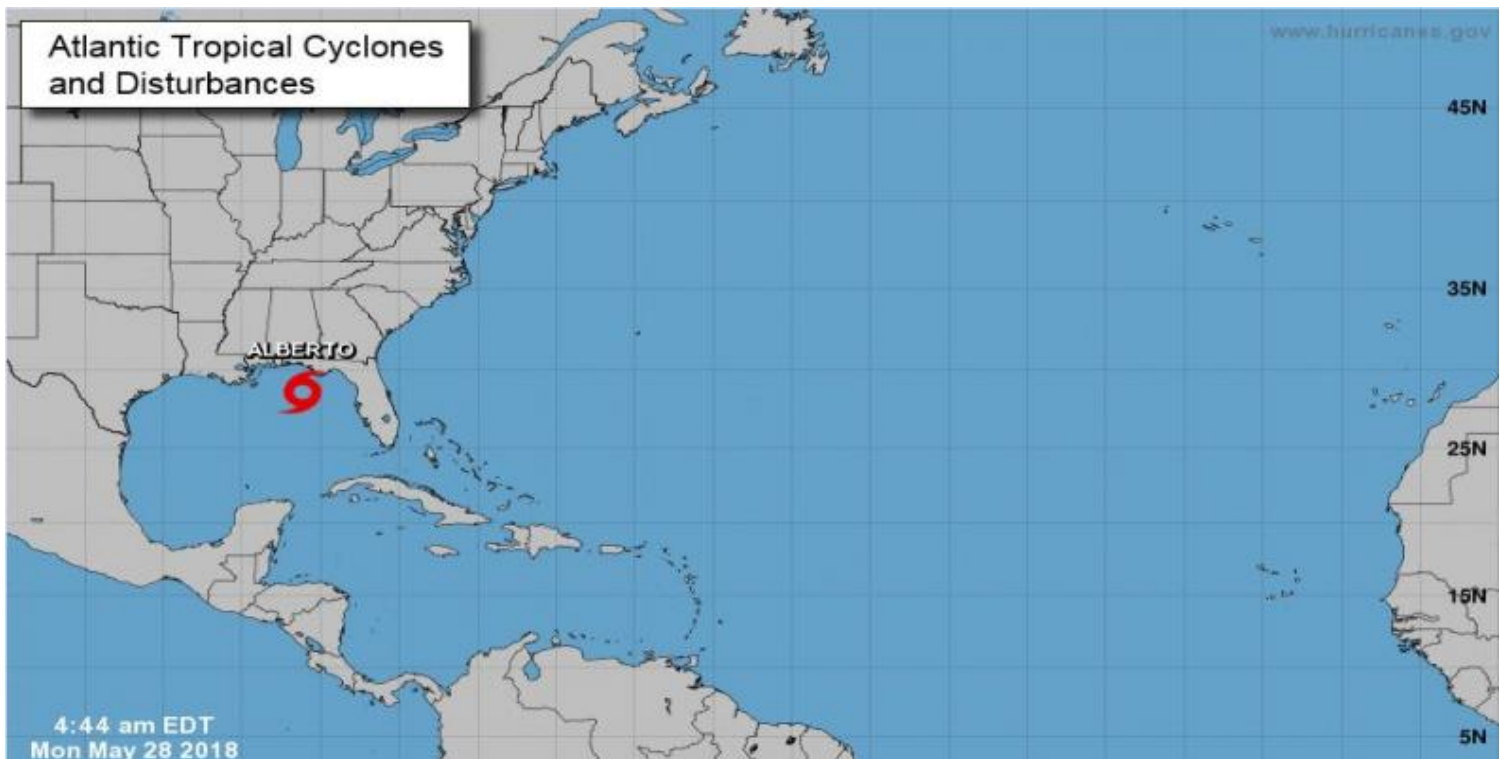 Atlantic Tropical Cyclones
and Disturbances
www.hurricanes.gov
45N
35N
ALBERTO
25N
15N
4:44 am EDT
Mon May 28 2018
5N